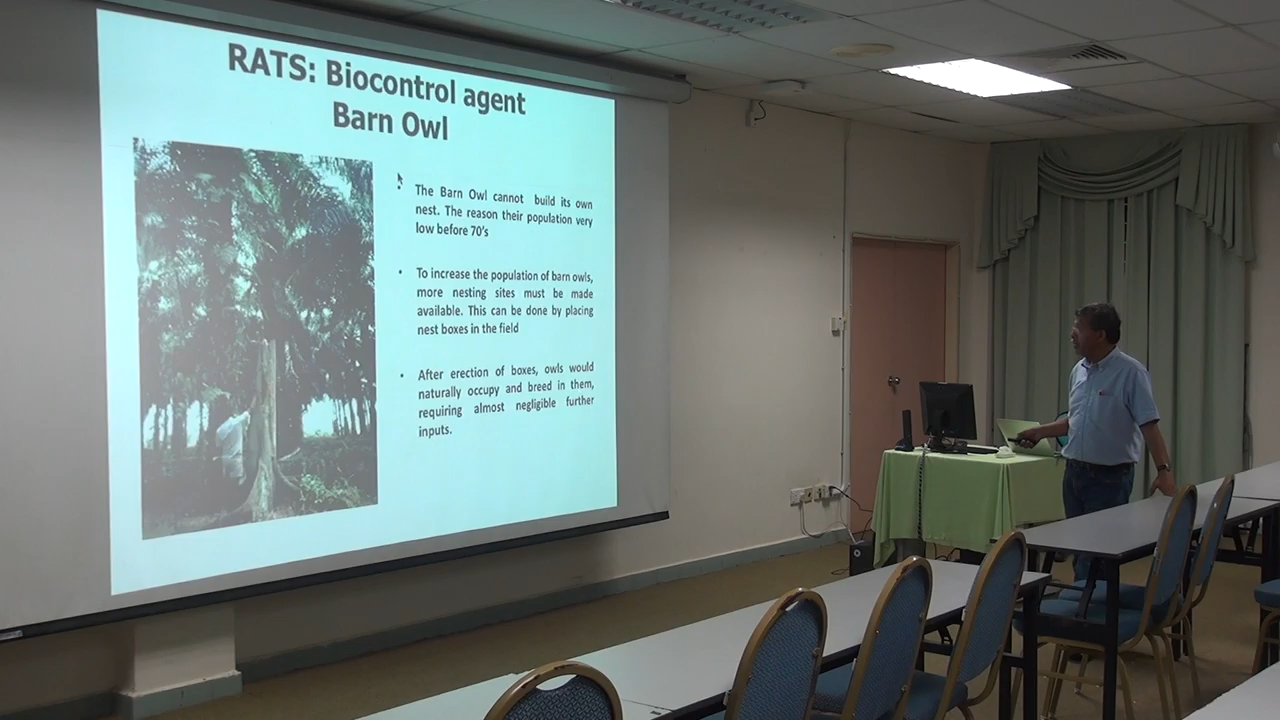 RATS: Biocontrol agent
Barn Owl
• The Barn Owl cannot build its own
nest. The reason their population very
low before 70's
• To increase the population of barn owls,
more nesting sites must be made
available. This can be done by placing
nest boxes in the field
• After erection of boxes, owls would
naturally occupy and breed in them,
requiring almost negligible further
inputs.